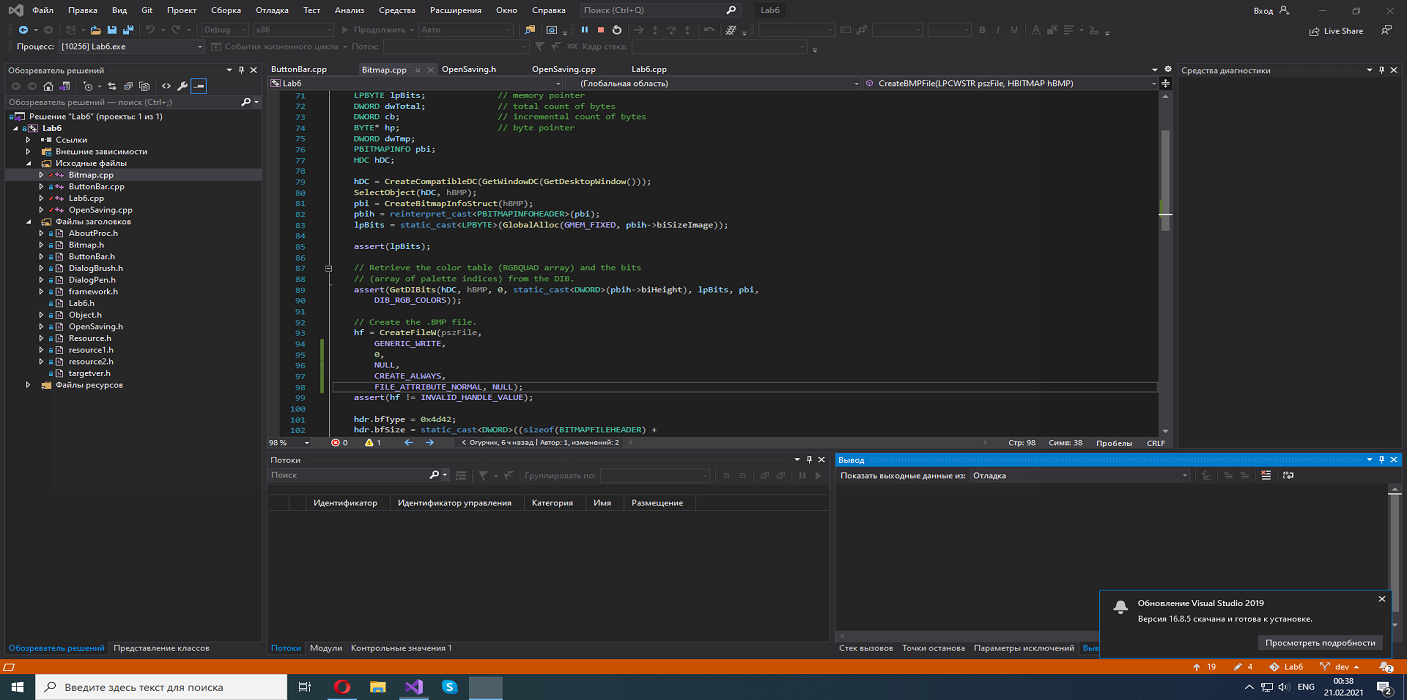 Файл Правка Вид Git Проект Сборка Отладка Тест Анализ Средства Расширения Окно Справка Поиск (Ctrl+Q) Lab6 Вход
Debug x86 Продолжить Авто Live Share
Процесс: [10256] Lab6.exe События жизненного цикла Поток: Кадр стека:
Обозреватель решений
Обозреватель решений — поиск (Ctrl+;)
Решение "Lab6" (проекты: 1 из 1)
Lab6
Ссылки
Внешние зависимости
Исходные файлы
Bitmap.cpp
ButtonBar.cpp
Lab6.cpp
OpenSaving.cpp
Файлы заголовков
AboutProc.h
Bitmap.h
ButtonBar.h
DialogBrush.h
DialogPen.h
framework.h
Lab6.h
Object.h
OpenSaving.h
Resource.h
resource1.h
resource2.h
targetver.h
Файлы ресурсов
Обозреватель решений Представление классов
ButtonBar.cpp Bitmap.cpp OpenSaving.h OpenSaving.cpp Lab6.cpp
Lab6 (Глобальная область) CreateBMPFile(LPCWSTR pszFile, HBITMAP hBMP)
71 LPBYTE lpBits; // memory pointer
72 DWORD dwTotal; // total count of bytes
73 DWORD cb; // incremental count of bytes
74 BYTE* hp; // byte pointer
75 DWORD dwTmp;
76 PBITMAPINFO pbi;
77 HDC hDC;
78
79 hDC = CreateCompatibleDC(GetWindowDC(GetDesktopWindow()));
80 SelectObject(hDC, hBMP);
81 pbi = CreateBitmapInfoStruct(hBMP);
82 pbih = reinterpret_cast<PBITMAPINFOHEADER>(pbi);
83 lpBits = static_cast<LPBYTE>(GlobalAlloc(GMEM_FIXED, pbih->biSizeImage));
84
85 assert(lpBits);
86
87 // Retrieve the color table (RGBQUAD array) and the bits
88 // (array of palette indices) from the DIB.
89 assert(GetDIBits(hDC, hBMP, 0, static_cast<DWORD>(pbih->biHeight), lpBits, pbi,
90 DIB_RGB_COLORS));
91
92 // Create the .BMP file.
93 hf = CreateFileW(pszFile,
94 GENERIC_WRITE,
95 0,
96 NULL,
97 CREATE_ALWAYS,
98 FILE_ATTRIBUTE_NORMAL, NULL);
99 assert(hf != INVALID_HANDLE_VALUE);
100
101 hdr.bfType = 0x4d42;
102 hdr.bfSize = static_cast<DWORD>((sizeof(BITMAPFILEHEADER) +
98 % 0 1 Огурчик, 6 ч назад | Автор: 1, изменений: 2 Стр: 98 Симв: 38 Пробелы CRLF
Средства диагностики
Потоки
Поиск Группировать по:
Идентификатор Идентификатор управления Категория Имя Размещение
Потоки Модули Контрольные значения 1
Вывод
Показать выходные данные из: Отладка
Обновление Visual Studio 2019
Версия 16.8.5 скачана и готова к установке.
Просмотреть подробности
Стек вызовов Точки останова Параметры исключений Выв
19 4 Lab6 dev 2
Введите здесь текст для поиска
ENG 00:38
21.02.2021 2